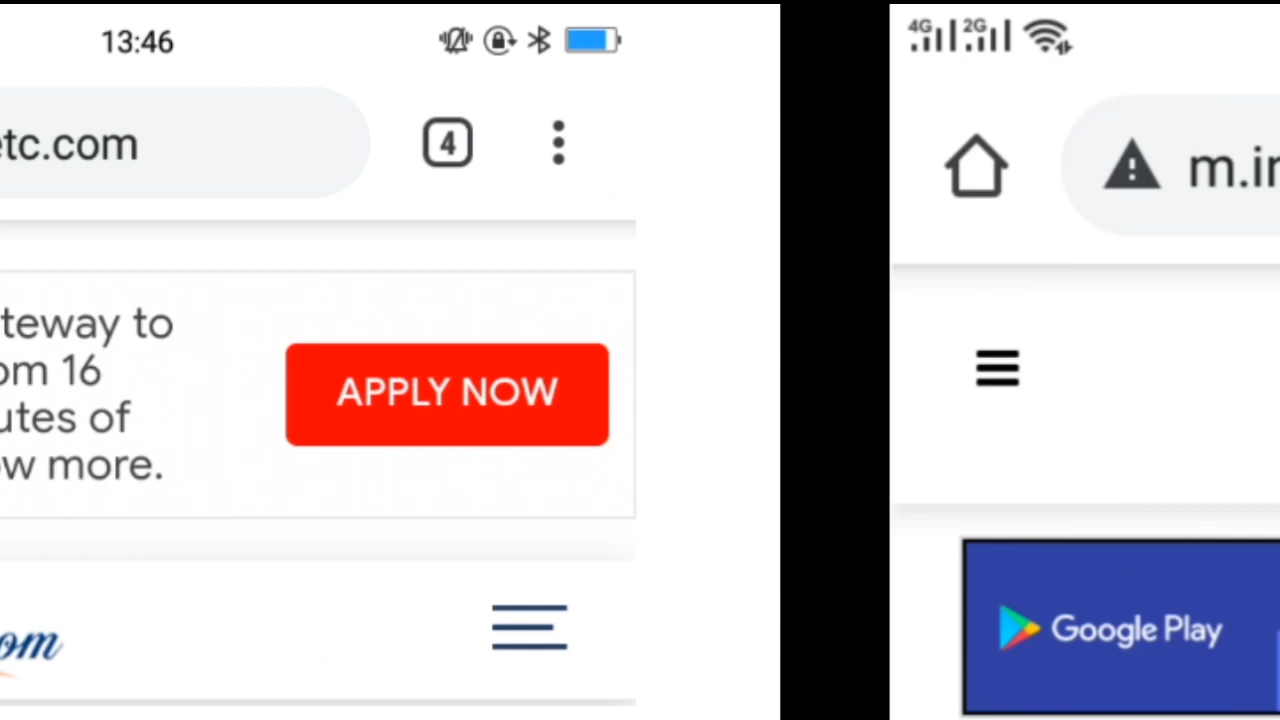 13:46
etc.com
4
teway to
om 16
utes of
ow more.
APPLY NOW
om
4G 2G
m.in
Google Play